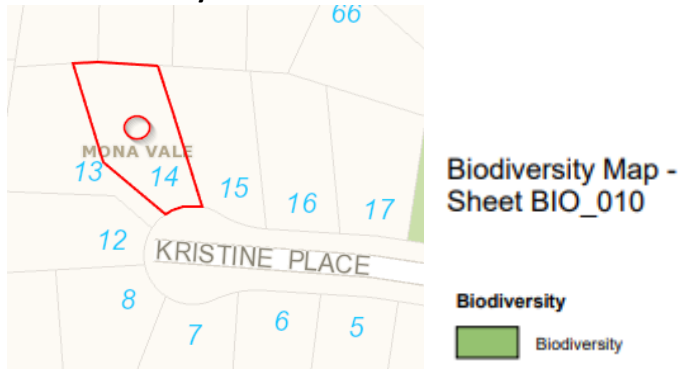 66
MONA VALE
13
14
15
16
17
12
KRISTINE PLACE
8
7
6
5
Biodiversity Map -
Sheet BIO_010
Biodiversity
Biodiversity